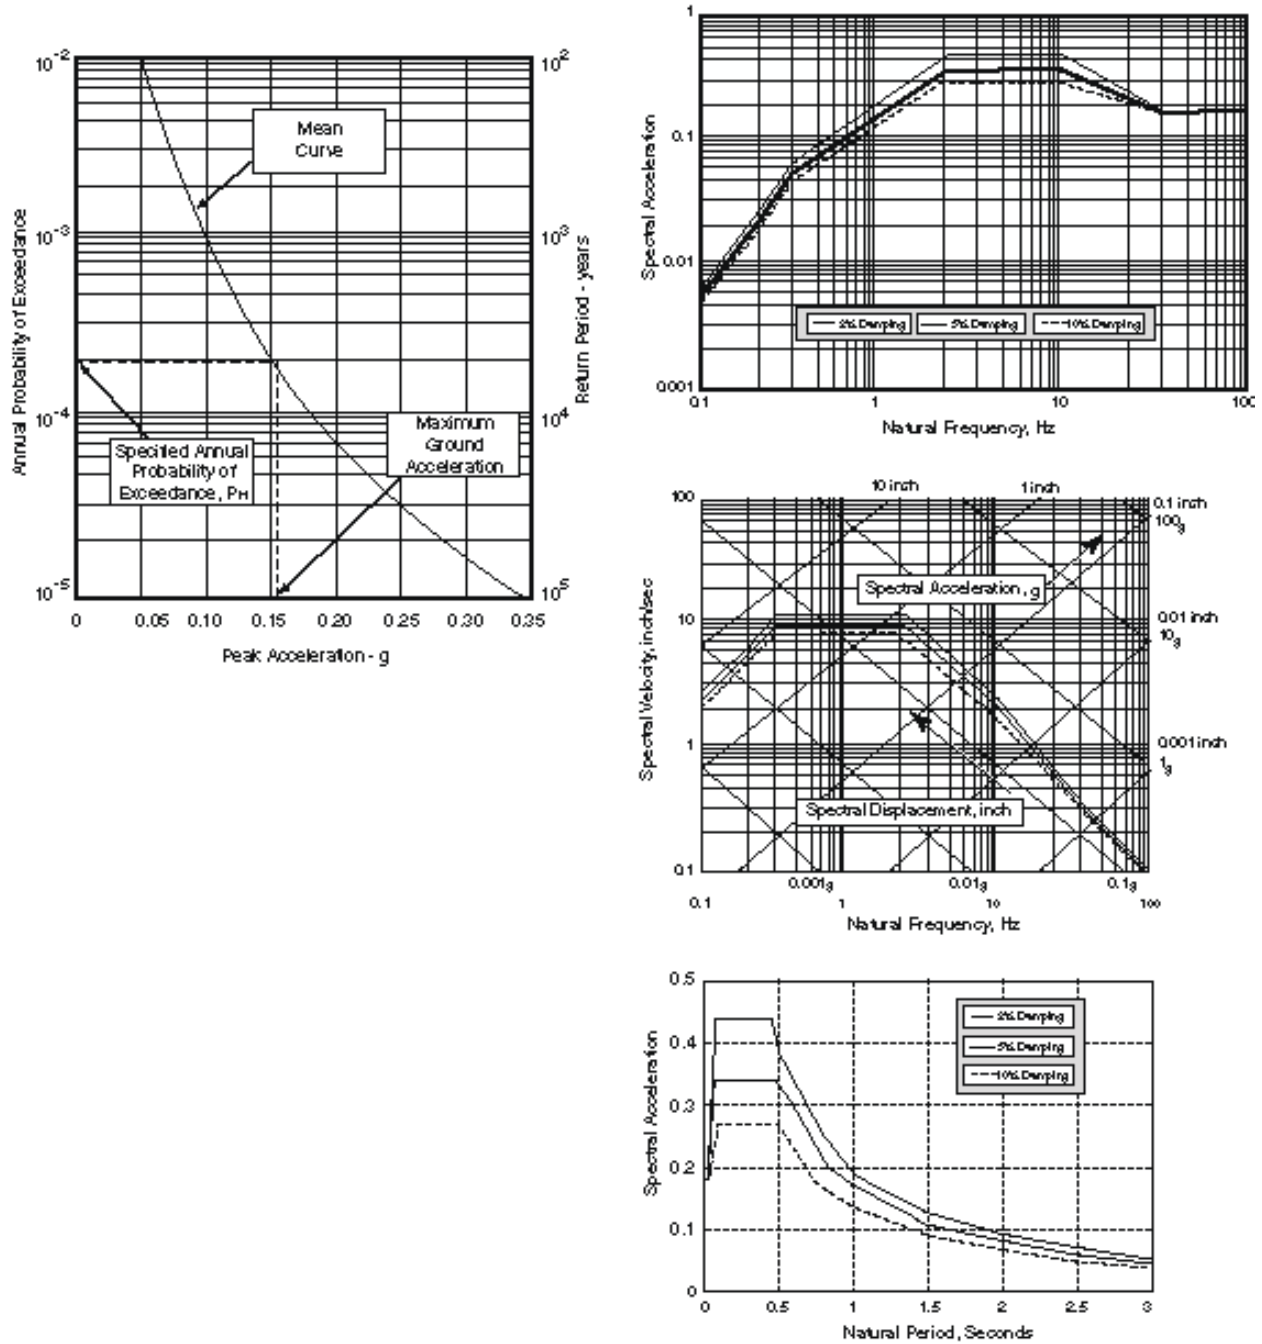 10-2
10-3
10-4
10-5
Annual Probability of Exceedance
Mean
Curve
Specified Annual
Probability of
Exceedance, PH
Maximum
Ground
Acceleration
102
103
104
105
Return Period - years
0 0.05 0.10 0.15 0.20 0.25 0.30 0.35
Peak Acceleration - g
1
0.1
0.01
0.001
Spectral Acceleration
2% Damping 5% Damping 10% Damping
0.1 1 10 100
Natural Frequency, Hz
10 inch 1 inch
0.1 inch
100g
0.01 inch
10g
0.001 inch
1g
100
10
1
0.1
Spectral Velocity, inch/sec
Spectral Acceleration, g
Spectral Displacement, inch
0.001g 0.01g 0.1g
0.1 1 10 100
Natural Frequency, Hz
0.5
0.4
0.3
0.2
0.1
0
Spectral Acceleration
2% Damping
5% Damping
10% Damping
0 0.5 1 1.5 2 2.5 3
Natural Period, Seconds